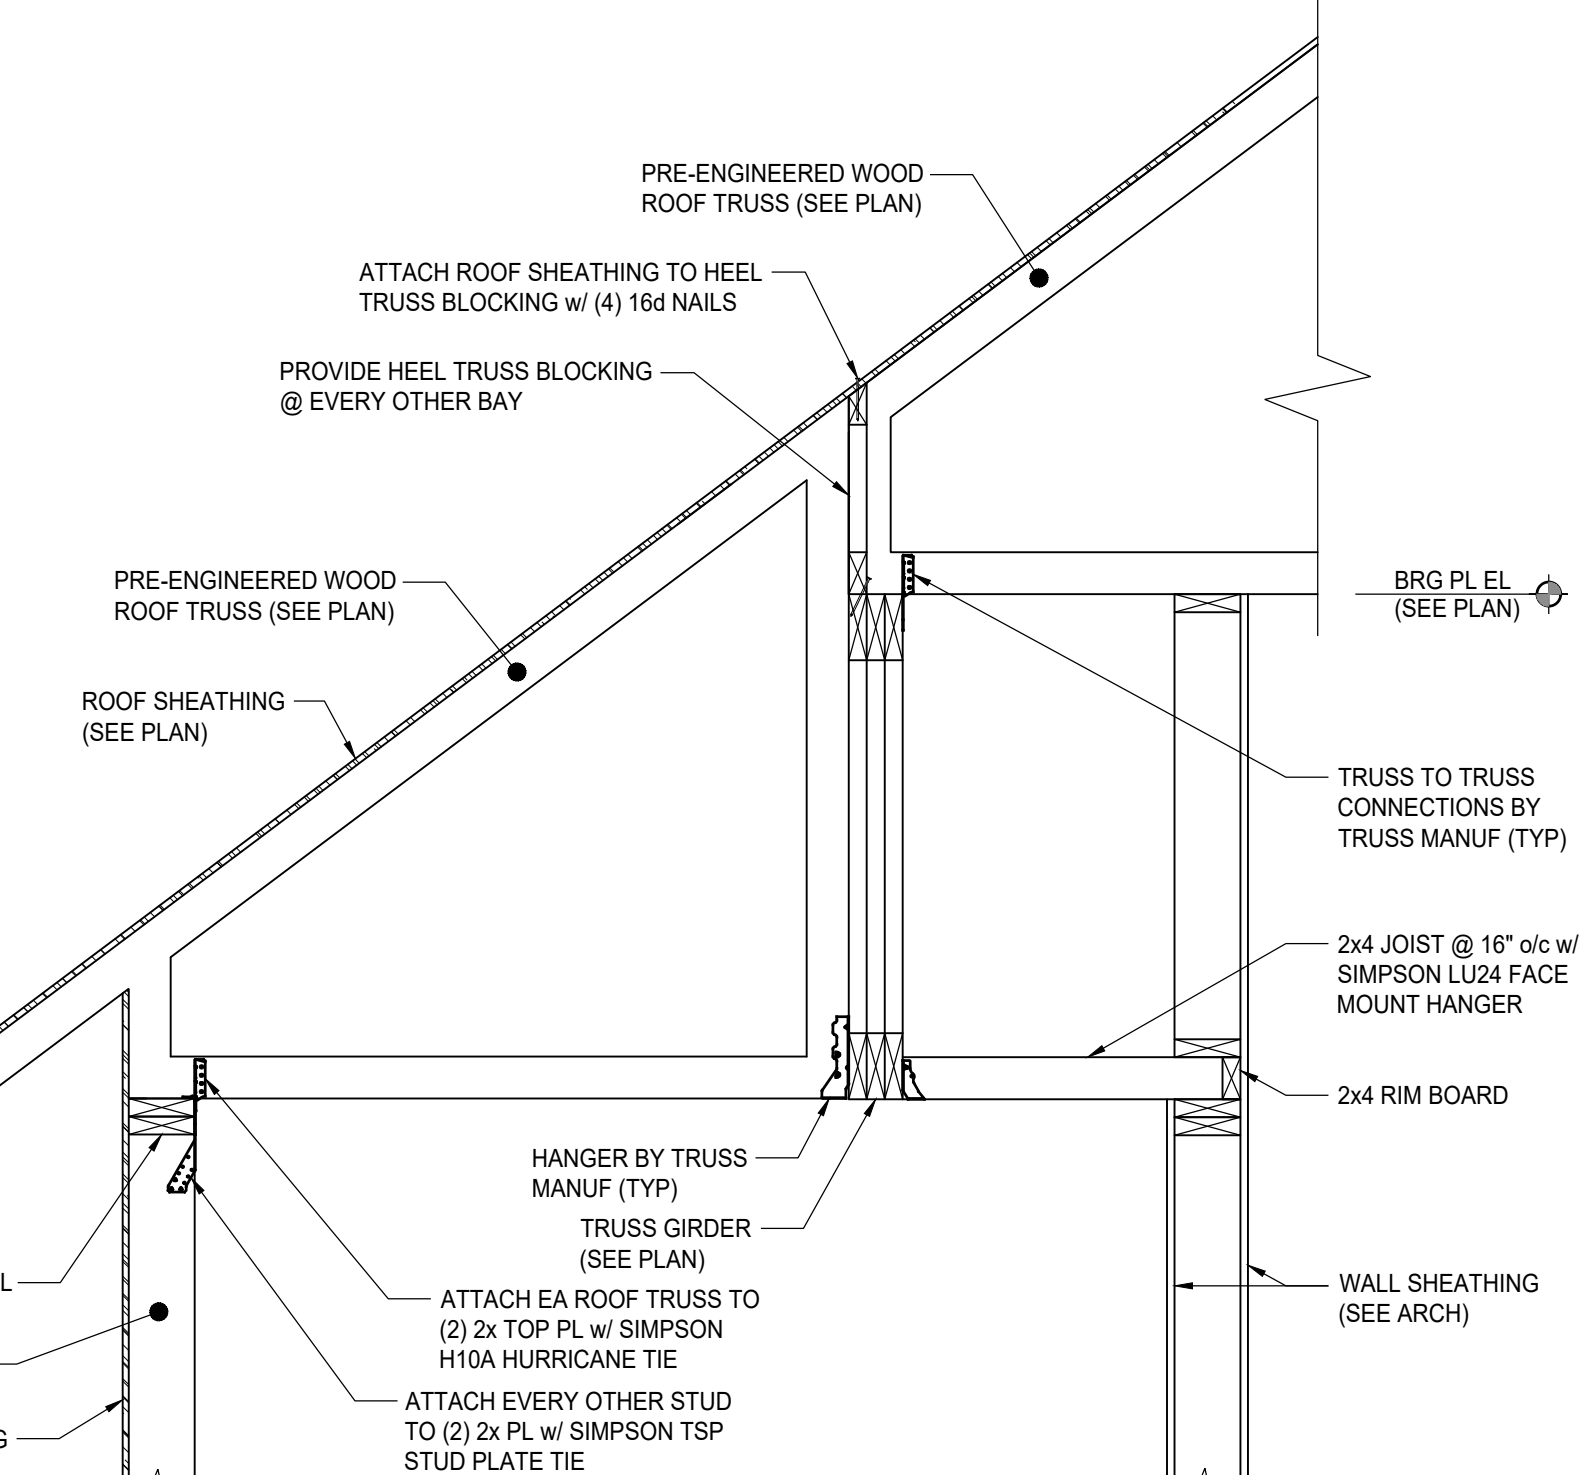 PRE-ENGINEERED WOOD
ROOF TRUSS (SEE PLAN)
ATTACH ROOF SHEATHING TO HEEL
TRUSS BLOCKING w/ (4) 16d NAILS
PROVIDE HEEL TRUSS BLOCKING
@ EVERY OTHER BAY
PRE-ENGINEERED WOOD
ROOF TRUSS (SEE PLAN)
BRG PL EL
(SEE PLAN)
ROOF SHEATHING
(SEE PLAN)
TRUSS TO TRUSS
CONNECTIONS BY
TRUSS MANUF (TYP)
2x4 JOIST @ 16" o/c w/
SIMPSON LU24 FACE
MOUNT HANGER
2x4 RIM BOARD
HANGER BY TRUSS
MANUF (TYP)
TRUSS GIRDER
(SEE PLAN)
L
WALL SHEATHING
(SEE ARCH)
ATTACH EA ROOF TRUSS TO
(2) 2x TOP PL w/ SIMPSON
H10A HURRICANE TIE
ATTACH EVERY OTHER STUD
TO (2) 2x PL w/ SIMPSON TSP
STUD PLATE TIE
G